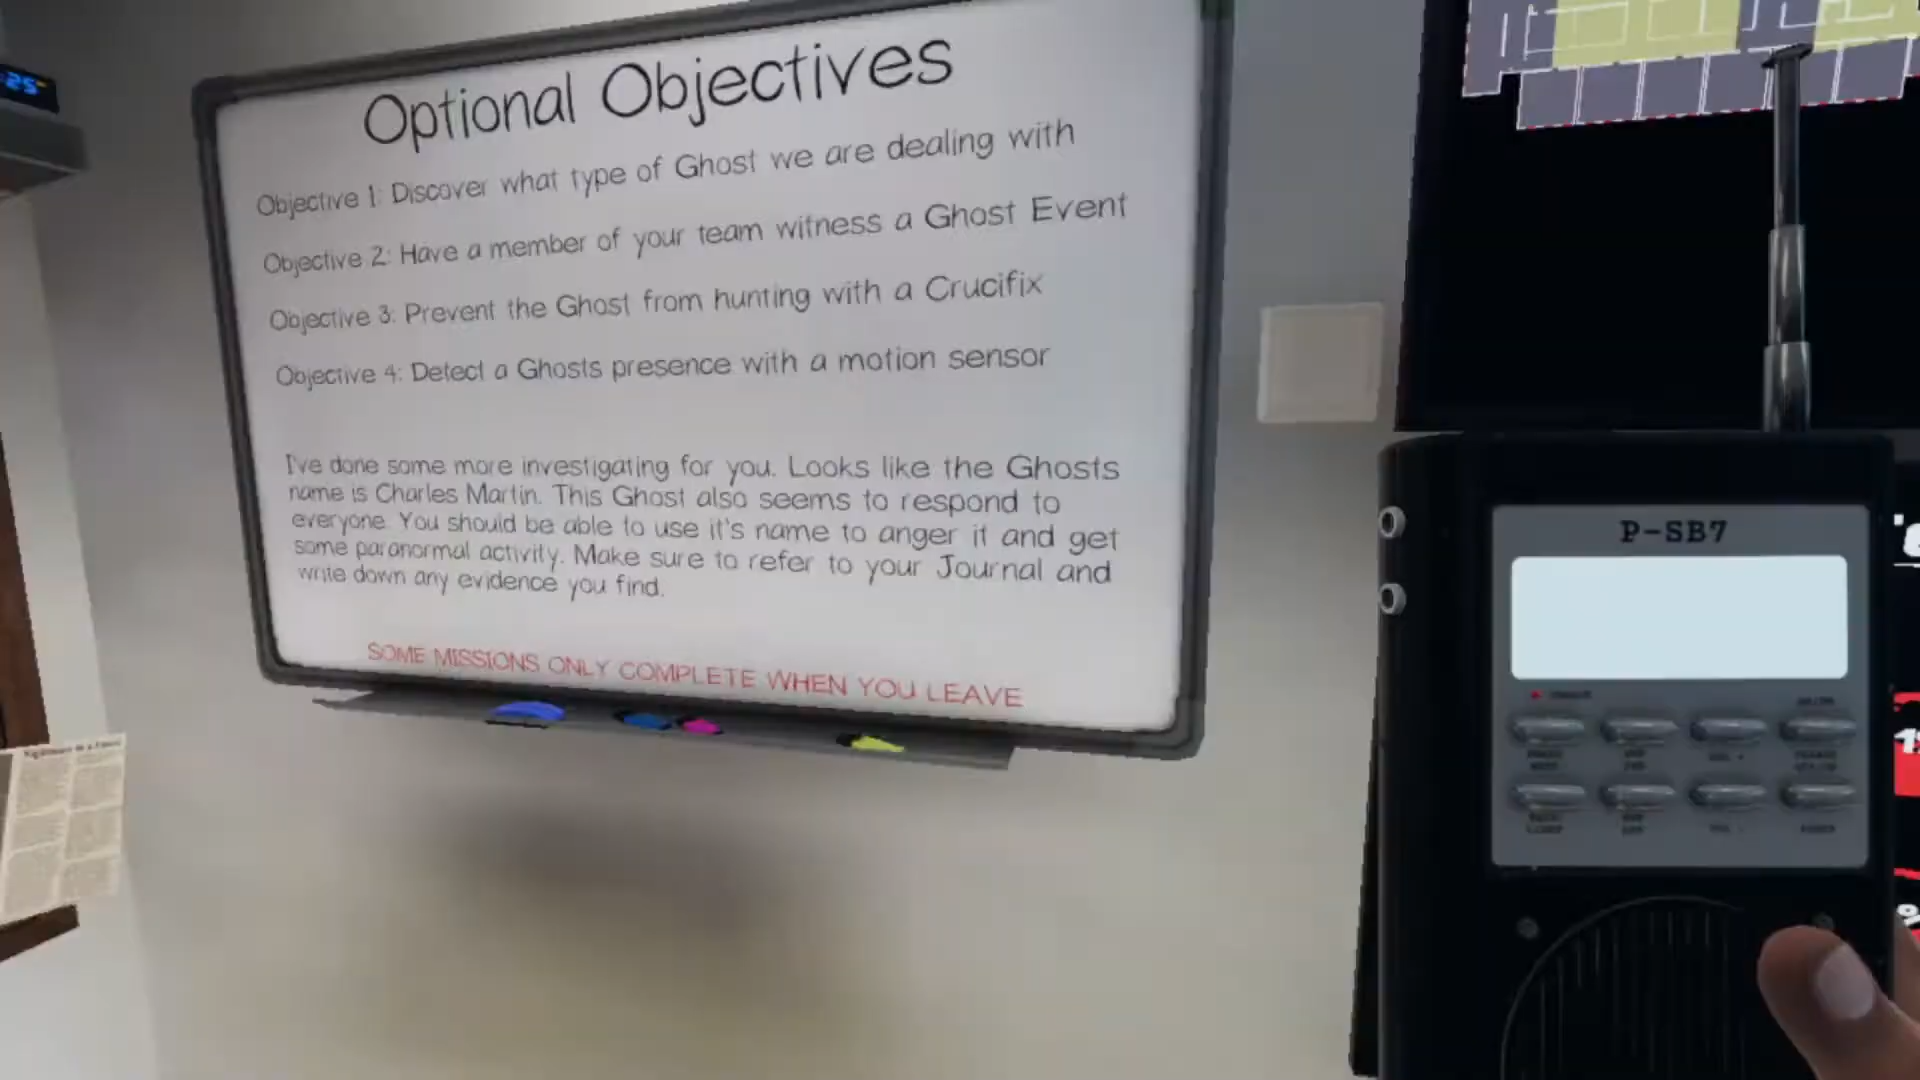 25
Optional Objectives
Objective 1: Discover what type of Ghost we are dealing with
Objective 2: Have a member of your team witness a Ghost Event
Objective 3: Prevent the Ghost from hunting with a Crucifix
Objective 4: Detect a Ghosts presence with a motion sensor
I've done some more investigating for you. Looks like the Ghosts
name is Charles Martin. This Ghost also seems to respond to
everyone. You should be able to use it's name to anger it and get
some paranormal activity. Make sure to refer to your Journal and
write down any evidence you find.
SOME MISSIONS ONLY COMPLETE WHEN YOU LEAVE
P-SB7